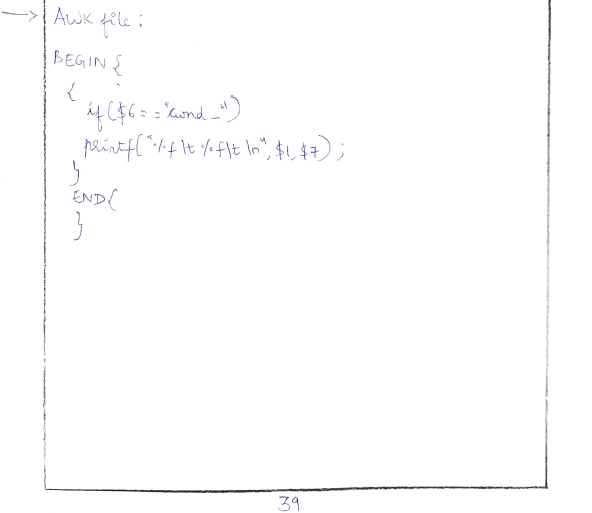 → AWK file :
BEGIN {
{
if ($6 = = "cwnd_")
printf("%f \t %f \t \n", $1, $7) ;
}
END {
}
39